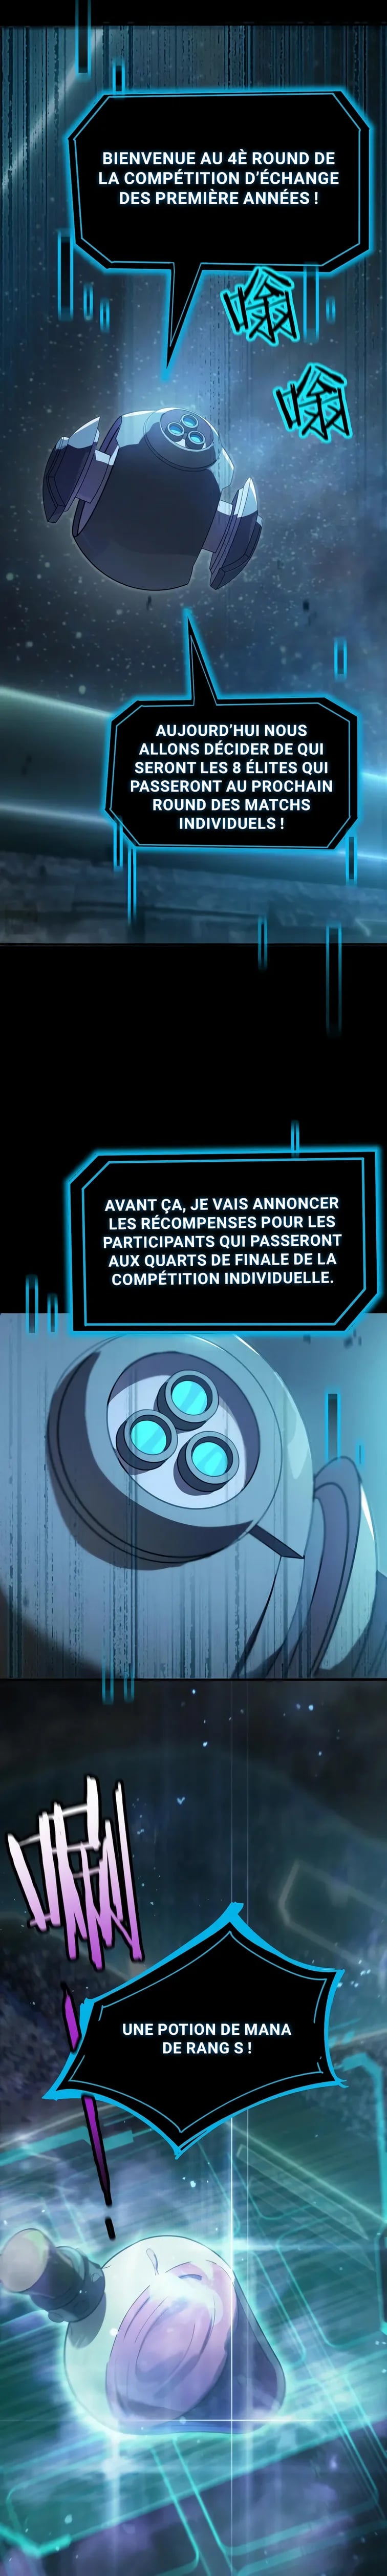 BIENVENUE AU 4È ROUND DE
LA COMPÉTITION D'ÉCHANGE
DES PREMIÈRE ANNÉES !
嗡
嗡
AUJOURD'HUI NOUS
ALLONS DÉCIDER DE QUI
SERONT LES 8 ÉLITES QUI
PASSERONT AU PROCHAIN
ROUND DES MATCHS
INDIVIDUELS !
AVANT ÇA, JE VAIS ANNONCER
LES RÉCOMPENSES POUR LES
PARTICIPANTS QUI PASSERONT
AUX QUARTS DE FINALE DE LA
COMPÉTITION INDIVIDUELLE.
UNE POTION DE MANA
DE RANG S !